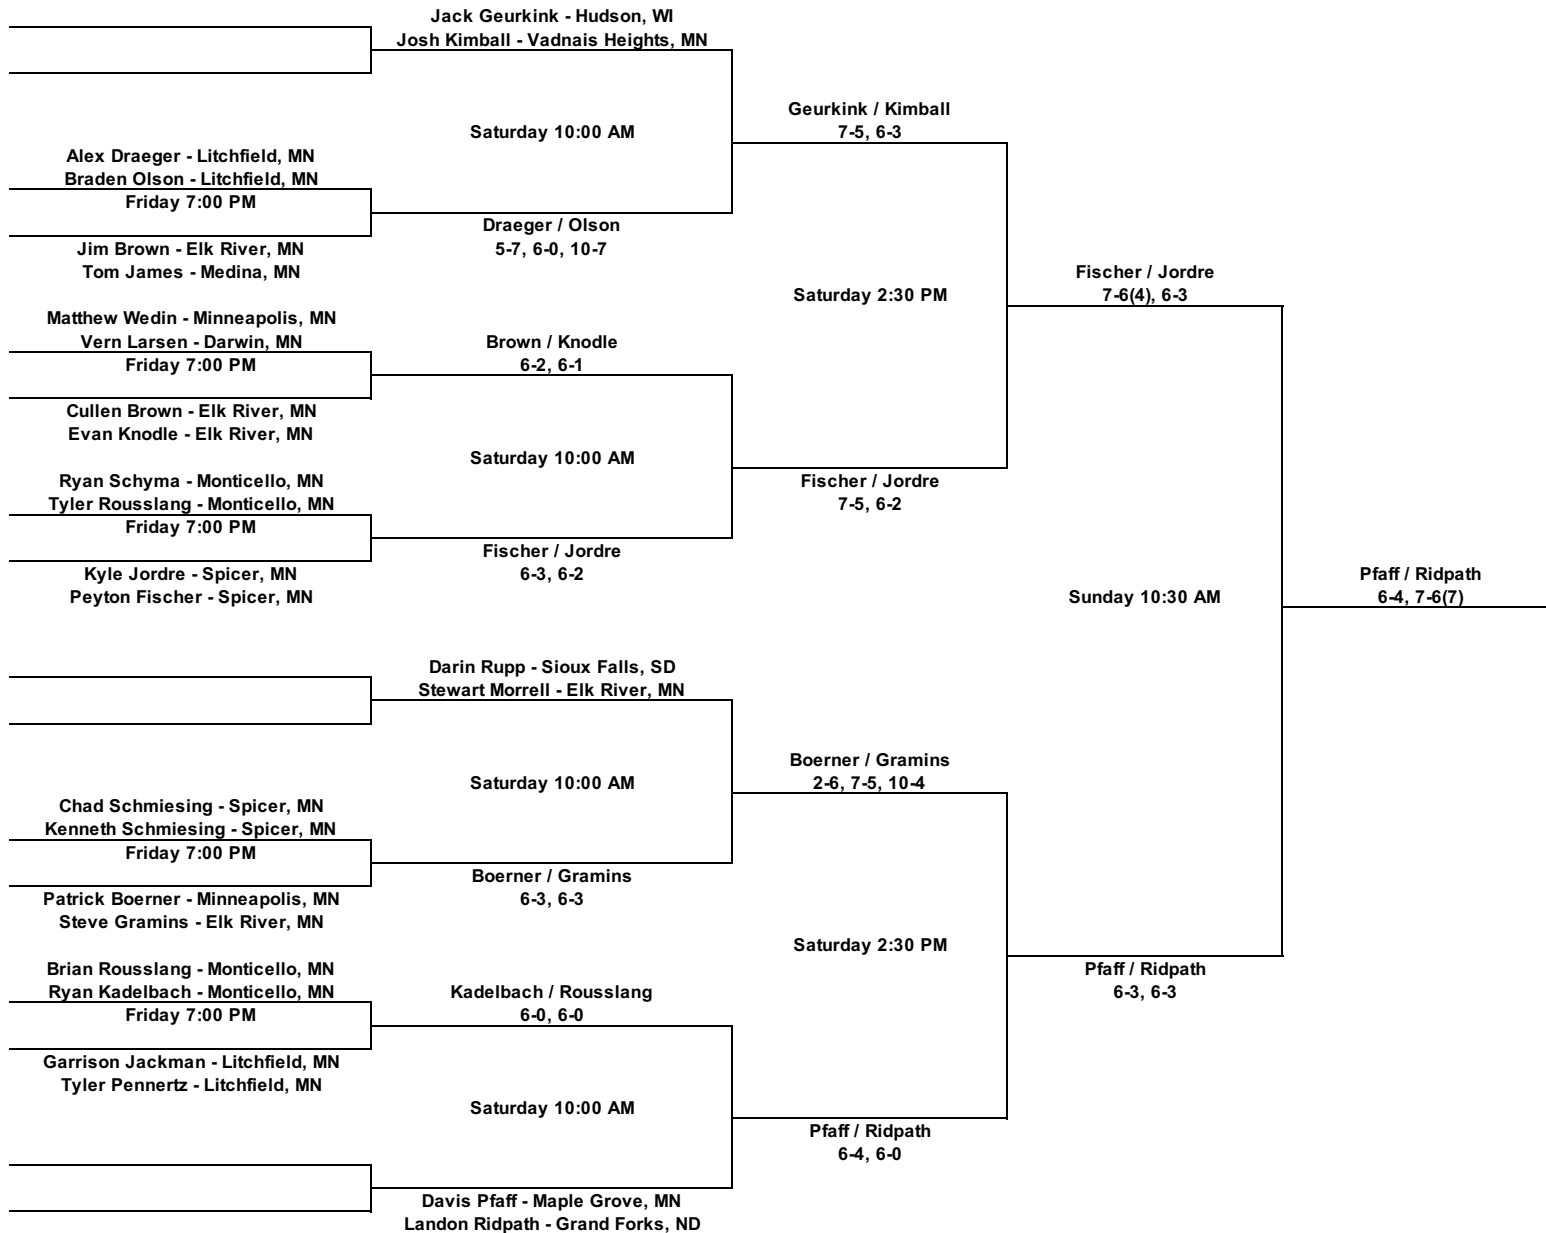 Jack Geurkink - Hudson, WI
Josh Kimball - Vadnais Heights, MN
Geurkink / Kimball
7-5, 6-3
Saturday 10:00 AM
Alex Draeger - Litchfield, MN
Braden Olson - Litchfield, MN
Friday 7:00 PM
Draeger / Olson
5-7, 6-0, 10-7
Jim Brown - Elk River, MN
Tom James - Medina, MN
Fischer / Jordre
7-6(4), 6-3
Saturday 2:30 PM
Matthew Wedin - Minneapolis, MN
Vern Larsen - Darwin, MN
Friday 7:00 PM
Brown / Knodle
6-2, 6-1
Cullen Brown - Elk River, MN
Evan Knodle - Elk River, MN
Saturday 10:00 AM
Ryan Schyma - Monticello, MN
Tyler Rousslang - Monticello, MN
Friday 7:00 PM
Fischer / Jordre
7-5, 6-2
Fischer / Jordre
6-3, 6-2
Kyle Jordre - Spicer, MN
Peyton Fischer - Spicer, MN
Sunday 10:30 AM
Pfaff / Ridpath
6-4, 7-6(7)
Darin Rupp - Sioux Falls, SD
Stewart Morrell - Elk River, MN
Boerner / Gramins
2-6, 7-5, 10-4
Saturday 10:00 AM
Chad Schmiesing - Spicer, MN
Kenneth Schmiesing - Spicer, MN
Friday 7:00 PM
Boerner / Gramins
6-3, 6-3
Patrick Boerner - Minneapolis, MN
Steve Gramins - Elk River, MN
Saturday 2:30 PM
Brian Rousslang - Monticello, MN
Ryan Kadelbach - Monticello, MN
Friday 7:00 PM
Pfaff / Ridpath
6-3, 6-3
Kadelbach / Rousslang
6-0, 6-0
Garrison Jackman - Litchfield, MN
Tyler Pennertz - Litchfield, MN
Saturday 10:00 AM
Pfaff / Ridpath
6-4, 6-0
Davis Pfaff - Maple Grove, MN
Landon Ridpath - Grand Forks, ND